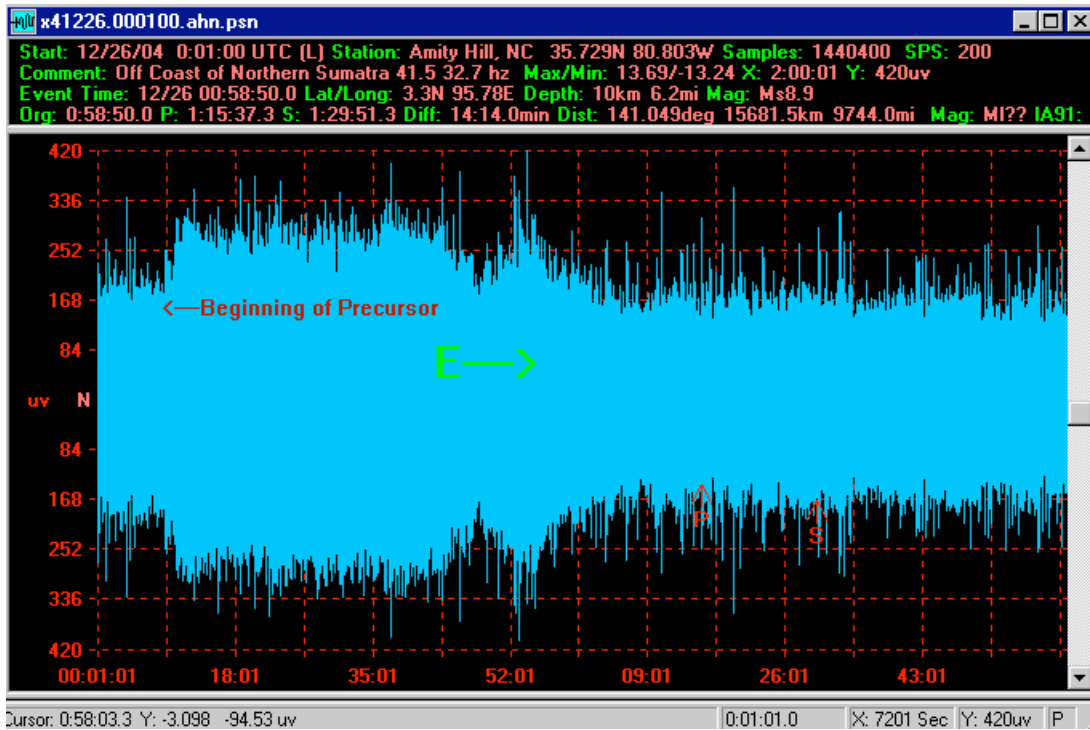 x41226.000100.ahn.psn
Start: 12/26/04 0:01:00 UTC (L) Station: Amity Hill, NC 35.729N 80.803W Samples: 1440400 SPS: 200
Comment: Off Coast of Northern Sumatra 41.5 32.7 hz Max/Min: 13.69/-13.24 X: 2:00:01 Y: 420uv
Event Time: 12/26 00:58:50.0 Lat/Long: 3.3N 95.78E Depth: 10km 6.2mi Mag: Ms8.9
Org: 0:58:50.0 P: 1:15:37.3 S: 1:29:51.3 Diff: 14:14.0min Dist: 141.049deg 15681.5km 9744.0mi Mag: Ml?? IA91:
420
336
252
168
<—Beginning of Precursor
84
E—>
uv N
84
168
P
S
252
336
420
00:01:01 18:01 35:01 52:01 09:01 26:01 43:01
Cursor: 0:58:03.3 Y: -3.098 -94.53 uv 0:01:01.0 X: 7201 Sec Y: 420uv P